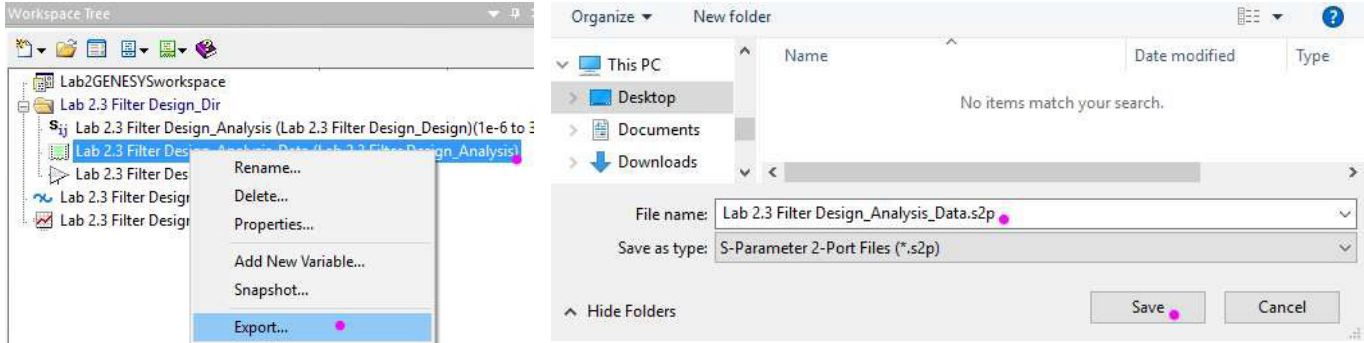 Workspace Tree
Lab2GENESYSworkspace
Lab 2.3 Filter Design_Dir
Sij Lab 2.3 Filter Design_Analysis (Lab 2.3 Filter Design_Design)(1e-6 to 3
Lab 2.3 Filter Design_Analysis_Data (Lab 2.3 Filter Design_Analysis)
Lab 2.3 Filter Des
Lab 2.3 Filter Design
Lab 2.3 Filter Design
Rename...
Delete...
Properties...
Add New Variable...
Snapshot...
Export...
Organize New folder
?
This PC
Desktop
Documents
Downloads
Name Date modified Type
No items match your search.
File name: Lab 2.3 Filter Design_Analysis_Data.s2p
Save as type: S-Parameter 2-Port Files (*.s2p)
Hide Folders Save Cancel